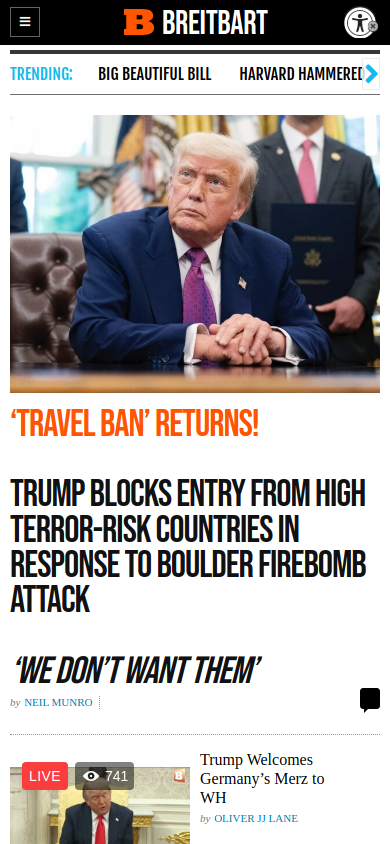 BREITBART
TRENDING: BIG BEAUTIFUL BILL HARVARD HAMMERED
‘TRAVEL BAN’ RETURNS!
TRUMP BLOCKS ENTRY FROM HIGH
TERROR-RISK COUNTRIES IN
RESPONSE TO BOULDER FIREBOMB
ATTACK
‘WE DON’T WANT THEM’
by NEIL MUNRO
LIVE 741
Trump Welcomes
Germany’s Merz to
WH
by OLIVER JJ LANE